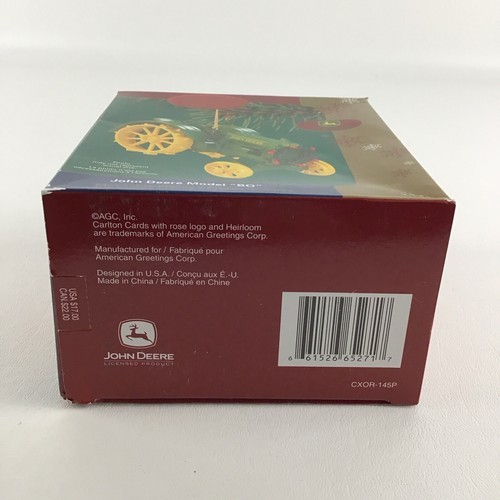 John Deere Model "BO"
©AGC, Inc.
Carlton Cards with rose logo and Heirloom
are trademarks of American Greetings Corp.
Manufactured for / Fabriqué pour
American Greetings Corp.
Designed in U.S.A. / Conçu aux É.-U.
Made in China / Fabriqué en Chine
USA $17.00
CAN $22.00
JOHN DEERE
LICENSED PRODUCT
6 61526 65271 7
CXOR-145P